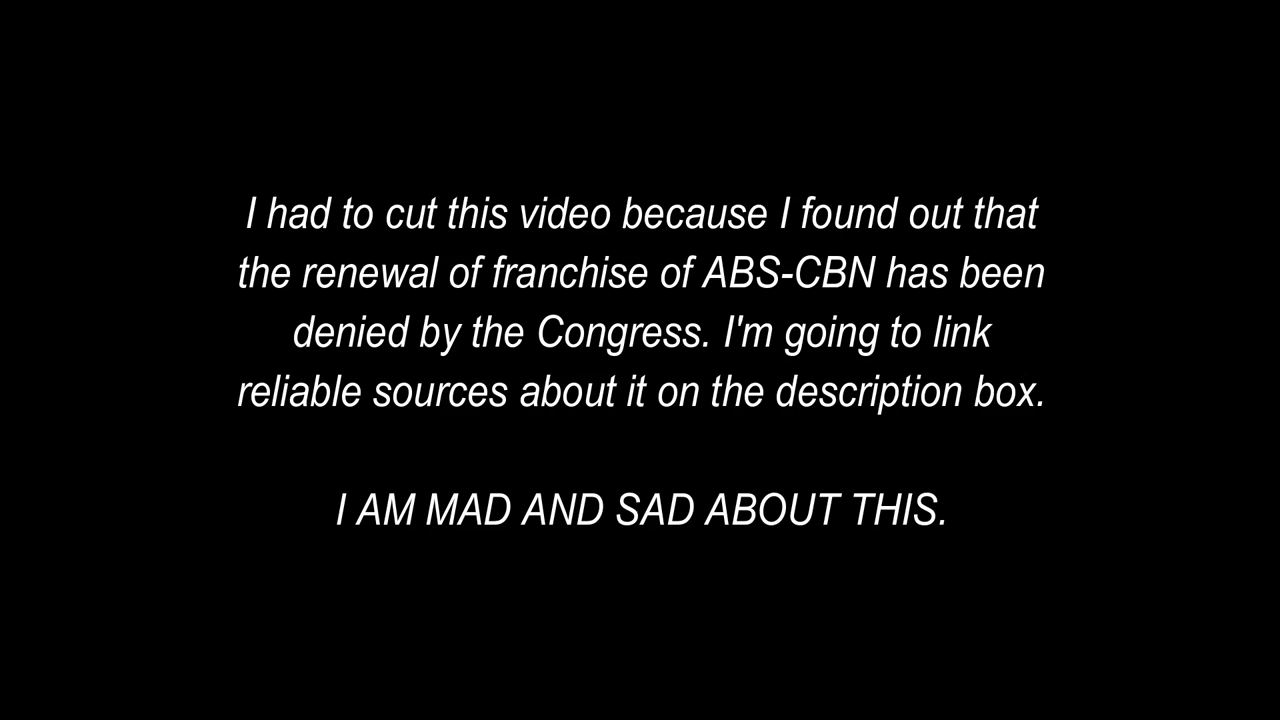 I had to cut this video because I found out that
the renewal of franchise of ABS-CBN has been
denied by the Congress. I'm going to link
reliable sources about it on the description box.
I AM MAD AND SAD ABOUT THIS.